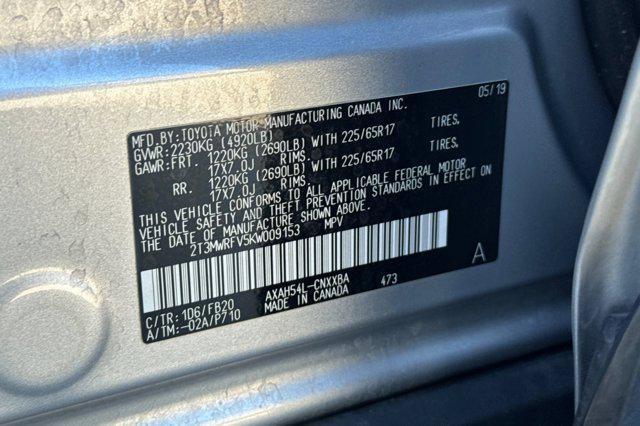 MFD.BY:TOYOTA MOTOR MANUFACTURING CANADA INC. 05/19
GVWR:2230KG (4920LB)
GAWR:FRT. 1220KG (2690LB) WITH 225/65R17 TIRES.
17X7.0J RIMS.
RR. 1220KG (2690LB) WITH 225/65R17 TIRES.
17X7.0J RIMS.
THIS VEHICLE CONFORMS TO ALL APPLICABLE FEDERAL MOTOR
VEHICLE SAFETY AND THEFT PREVENTION STANDARDS IN EFFECT ON
THE DATE OF MANUFACTURE SHOWN ABOVE.
2T3MWRFV5KW009153 MPV
A
C/TR:106/FB20 AXAH54L-CNXXBA 473
A/TM:-02A/P710 MADE IN CANADA